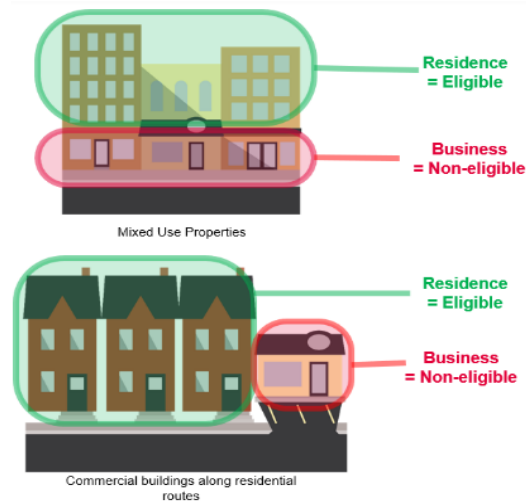 Residence
= Eligible
Business
= Non-eligible
Mixed Use Properties
Residence
= Eligible
Business
= Non-eligible
Commercial buildings along residential
routes